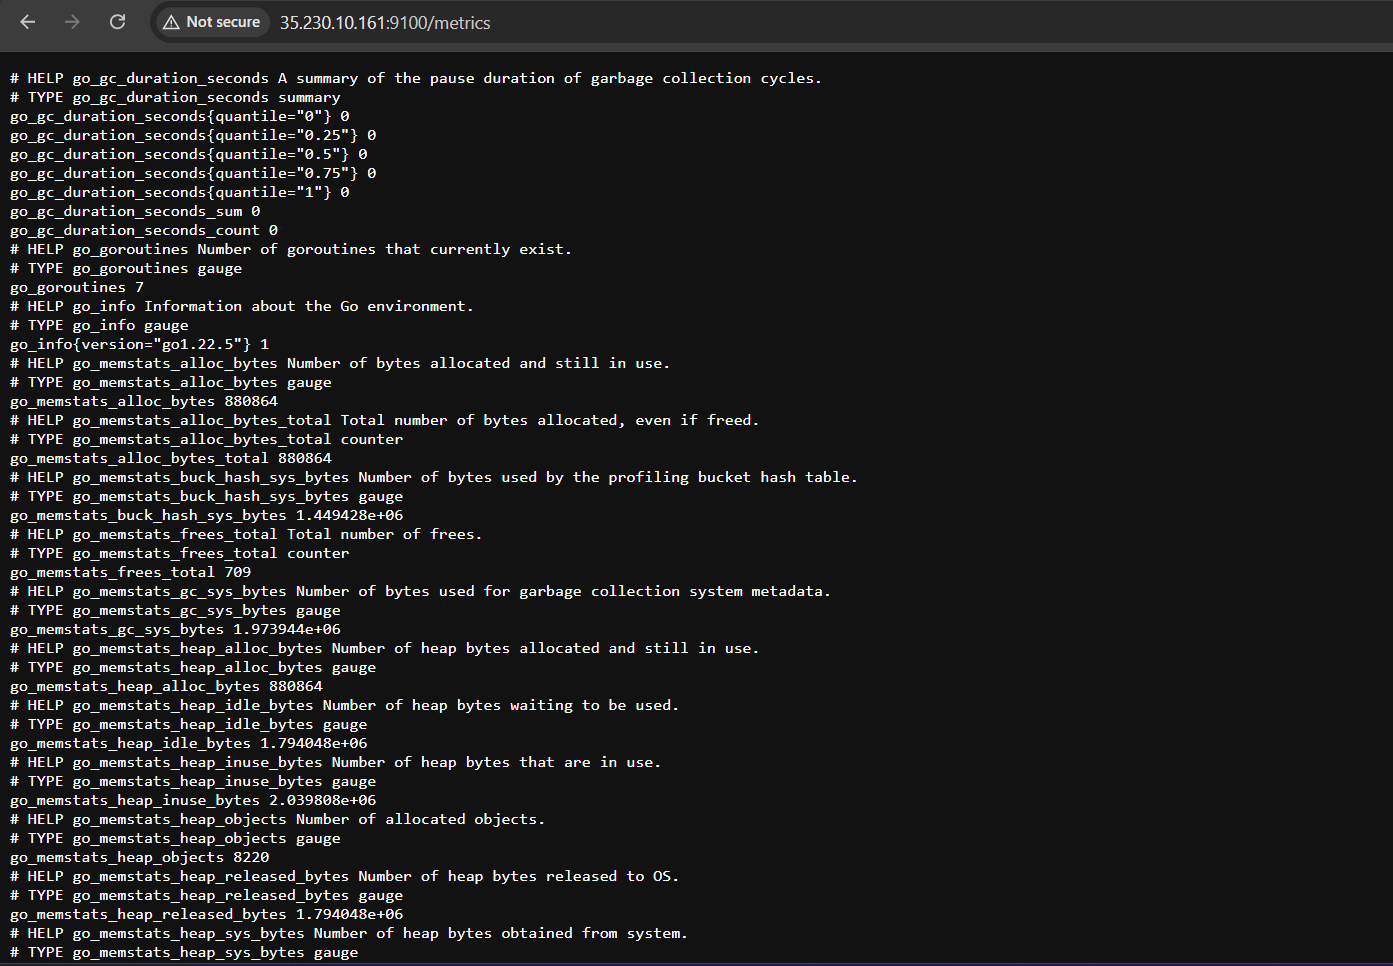 Not secure 35.230.10.161:9100/metrics
# HELP go_gc_duration_seconds A summary of the pause duration of garbage collection cycles.
# TYPE go_gc_duration_seconds summary
go_gc_duration_seconds{quantile="0"} 0
go_gc_duration_seconds{quantile="0.25"} 0
go_gc_duration_seconds{quantile="0.5"} 0
go_gc_duration_seconds{quantile="0.75"} 0
go_gc_duration_seconds{quantile="1"} 0
go_gc_duration_seconds_sum 0
go_gc_duration_seconds_count 0
# HELP go_goroutines Number of goroutines that currently exist.
# TYPE go_goroutines gauge
go_goroutines 7
# HELP go_info Information about the Go environment.
# TYPE go_info gauge
go_info{version="go1.22.5"} 1
# HELP go_memstats_alloc_bytes Number of bytes allocated and still in use.
# TYPE go_memstats_alloc_bytes gauge
go_memstats_alloc_bytes 880864
# HELP go_memstats_alloc_bytes_total Total number of bytes allocated, even if freed.
# TYPE go_memstats_alloc_bytes_total counter
go_memstats_alloc_bytes_total 880864
# HELP go_memstats_buck_hash_sys_bytes Number of bytes used by the profiling bucket hash table.
# TYPE go_memstats_buck_hash_sys_bytes gauge
go_memstats_buck_hash_sys_bytes 1.449428e+06
# HELP go_memstats_frees_total Total number of frees.
# TYPE go_memstats_frees_total counter
go_memstats_frees_total 709
# HELP go_memstats_gc_sys_bytes Number of bytes used for garbage collection system metadata.
# TYPE go_memstats_gc_sys_bytes gauge
go_memstats_gc_sys_bytes 1.973944e+06
# HELP go_memstats_heap_alloc_bytes Number of heap bytes allocated and still in use.
# TYPE go_memstats_heap_alloc_bytes gauge
go_memstats_heap_alloc_bytes 880864
# HELP go_memstats_heap_idle_bytes Number of heap bytes waiting to be used.
# TYPE go_memstats_heap_idle_bytes gauge
go_memstats_heap_idle_bytes 1.794048e+06
# HELP go_memstats_heap_inuse_bytes Number of heap bytes that are in use.
# TYPE go_memstats_heap_inuse_bytes gauge
go_memstats_heap_inuse_bytes 2.039808e+06
# HELP go_memstats_heap_objects Number of allocated objects.
# TYPE go_memstats_heap_objects gauge
go_memstats_heap_objects 8220
# HELP go_memstats_heap_released_bytes Number of heap bytes released to OS.
# TYPE go_memstats_heap_released_bytes gauge
go_memstats_heap_released_bytes 1.794048e+06
# HELP go_memstats_heap_sys_bytes Number of heap bytes obtained from system.
# TYPE go_memstats_heap_sys_bytes gauge